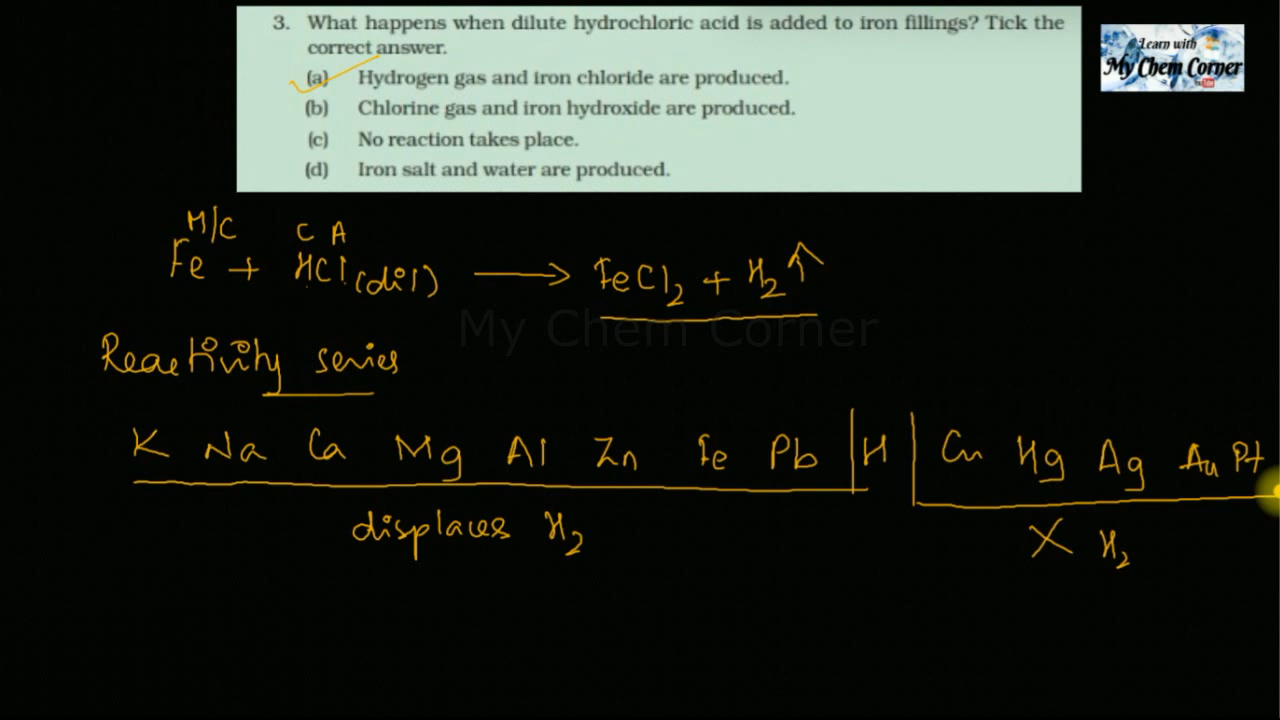 3. What happens when dilute hydrochloric acid is added to iron fillings? Tick the
correct answer.
(a) Hydrogen gas and iron chloride are produced.
(b) Chlorine gas and iron hydroxide are produced.
(c) No reaction takes place.
(d) Iron salt and water are produced.
Learn with
My Chem Corner
M/C C A
Fe + HCl (dil) ⟶ FeCl₂ + H₂↑
My Chem Corner
Reactivity series
K Na Ca Mg Al Zn Fe Pb | H | Cu Hg Ag Au Pt
displaces H₂ X H₂